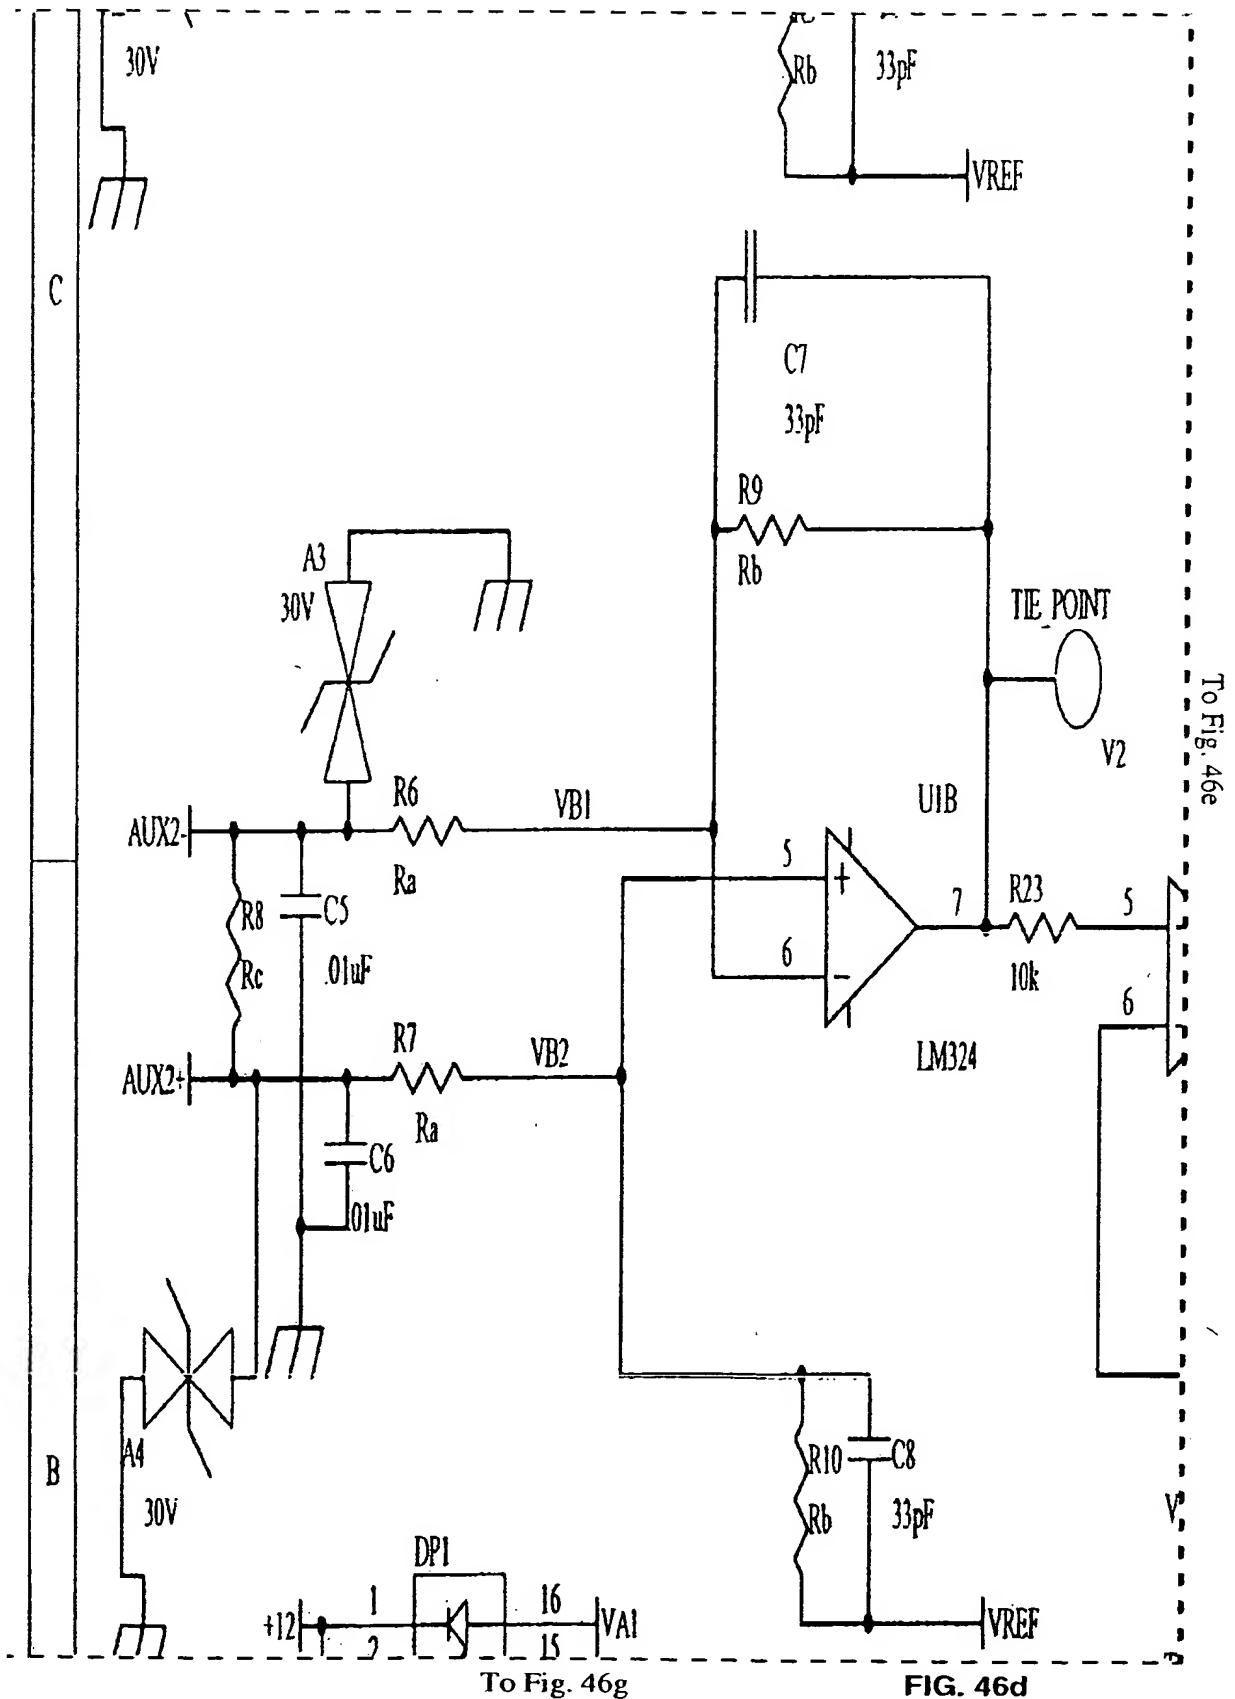 30V
Rb
33pF
VREF
C
C7
33pF
R9
Rb
A3
30V
TIE_POINT
V2
To Fig. 46e
U1B
AUX2-
R6
VB1
Ra
5
R8
C5
7
R23
5
Rc
.01uF
6
10k
6
AUX2+
R7
VB2
LM324
Ra
C6
.01uF
A4
B
30V
R10
C8
Rb
33pF
V
DP1
+12
1
16
VA1
2
15
VREF
To Fig. 46g
FIG. 46d